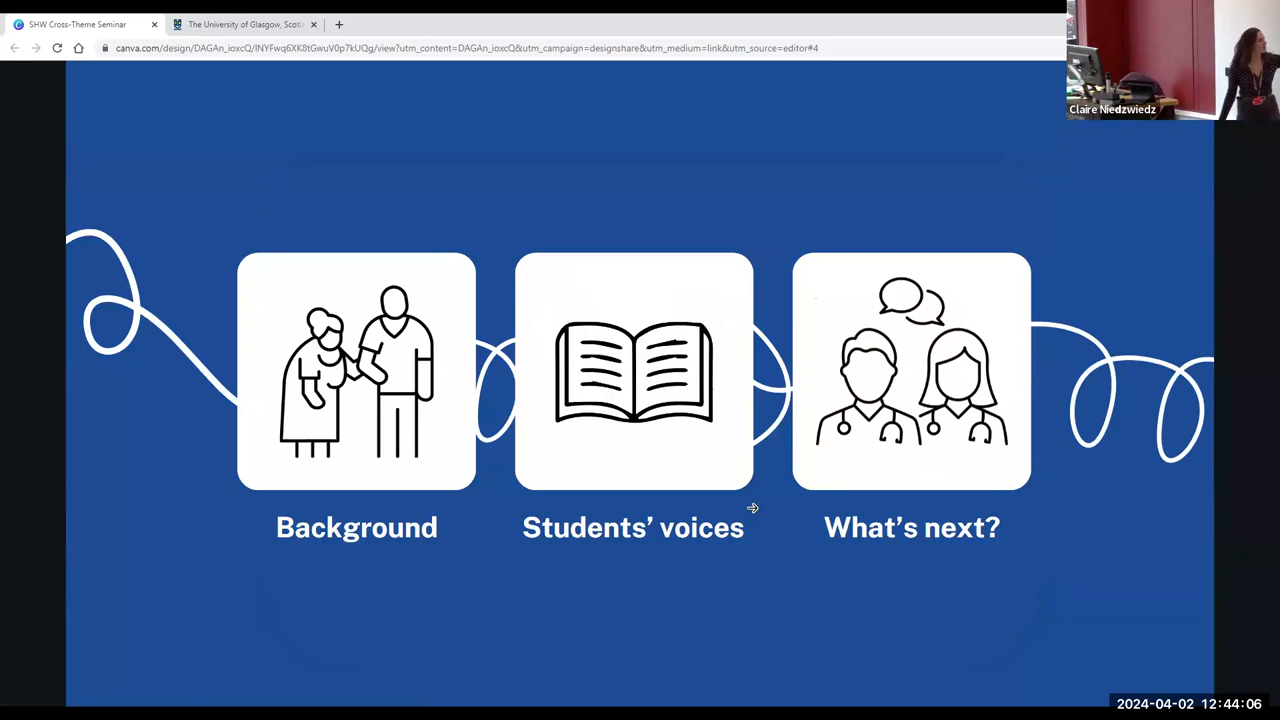 SHW Cross-Theme Seminar
The University of Glasgow, Scotl
canva.com/design/DAGAn_ioxcQ/INYFwq6XK8tGwuV0p7kUQ/view?utm_content=DAGAn_ioxcQ&utm_campaign=designshare&utm_medium=link&utm_source=editor#4
Claire Niedzwiedz
Background
Students’ voices
What’s next?
2024-04-02 12:44:06